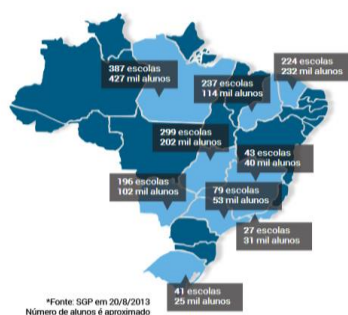 387 escolas
427 mil alunos
237 escolas
114 mil alunos
224 escolas
232 mil alunos
299 escolas
202 mil alunos
43 escolas
40 mil alunos
196 escolas
102 mil alunos
79 escolas
53 mil alunos
27 escolas
31 mil alunos
41 escolas
25 mil alunos
*Fonte: SGP em 20/8/2013
Número de alunos é aproximado